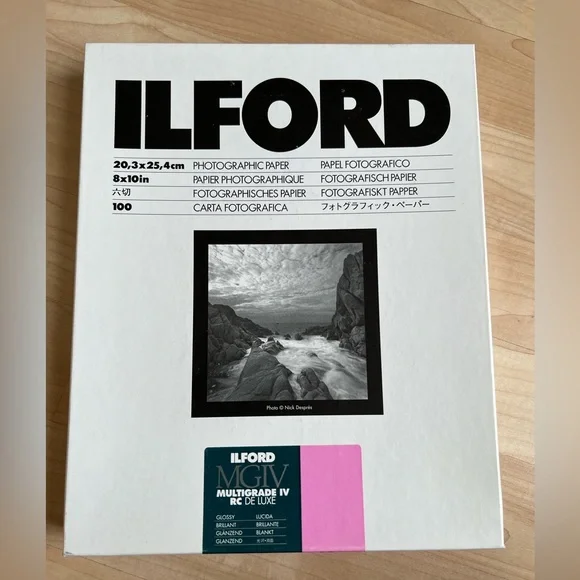 ILFORD
20,3x25,4cm PHOTOGRAPHIC PAPER PAPEL FOTOGRAFICO
8x10in PAPIER PHOTOGRAPHIQUE FOTOGRAFISCH PAPIER
六切 FOTOGRAPHISCHES PAPIER FOTOGRAFISKT PAPPER
100 CARTA FOTOGRAFICA フォトグラフィック・ペーパー
Photo © Nick Després
ILFORD
MGIV
MULTIGRADE IV
RC DE LUXE
GLOSSY LUCIDA
BRILLANT BRILLANTE
GLÄNZEND BLANKT
GLANZEND